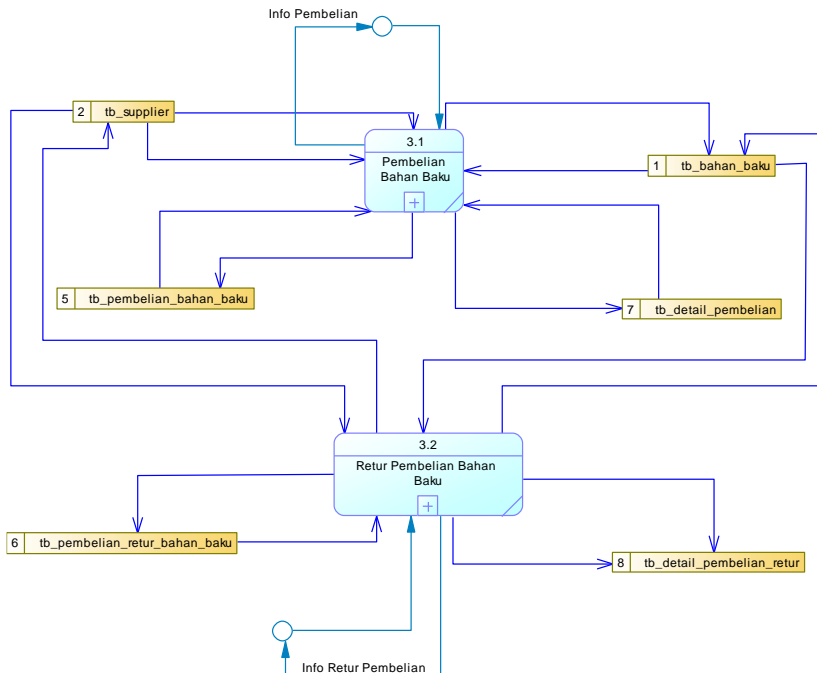 Info Pembelian
2 tb_supplier
3.1
Pembelian
Bahan Baku
1 tb_bahan_baku
5 tb_pembelian_bahan_baku
7 tb_detail_pembelian
3.2
Retur Pembelian Bahan
Baku
6 tb_pembelian_retur_bahan_baku
8 tb_detail_pembelian_retur
Info Retur Pembelian